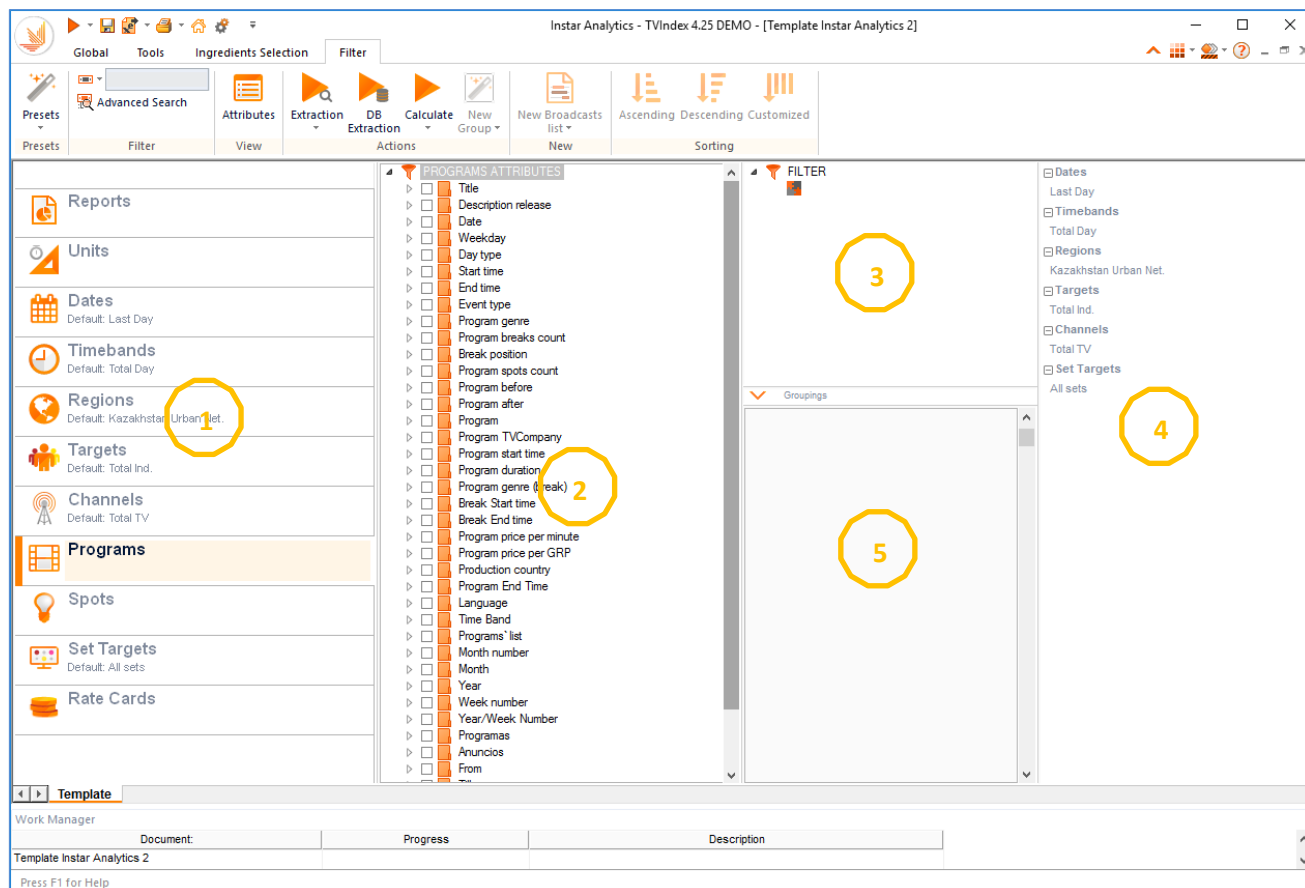 Instar Analytics - TVIndex 4.25 DEMO - [Template Instar Analytics 2]
Global Tools Ingredients Selection Filter
Advanced Search
Presets Attributes Extraction DB Extraction Calculate New Group New Broadcasts list Ascending Descending Customized
Presets Filter View Actions New Sorting
Reports
Units
Dates
Default: Last Day
Timebands
Default: Total Day
Regions
Default: Kazakhstan Urban Net.
1
Targets
Default: Total Ind.
Channels
Default: Total TV
Programs
Spots
Set Targets
Default: All sets
Rate Cards
PROGRAMS ATTRIBUTES
Title
Description release
Date
Weekday
Day type
Start time
End time
Event type
Program genre
Program breaks count
Break position
Program spots count
Program before
Program after
Program
Program TVCompany
Program start time
Program duration
Program genre (break)
2
Break Start time
Break End time
Program price per minute
Program price per GRP
Production country
Program End Time
Language
Time Band
Programs`list
Month number
Month
Year
Week number
Year/Week Number
Programas
Anuncios
From
FILTER
3
Groupings
5
Dates
Last Day
Timebands
Total Day
Regions
Kazakhstan Urban Net.
Targets
Total Ind.
Channels
Total TV
Set Targets
All sets
4
Template
Work Manager
Document: Progress Description
Template Instar Analytics 2
Press F1 for Help